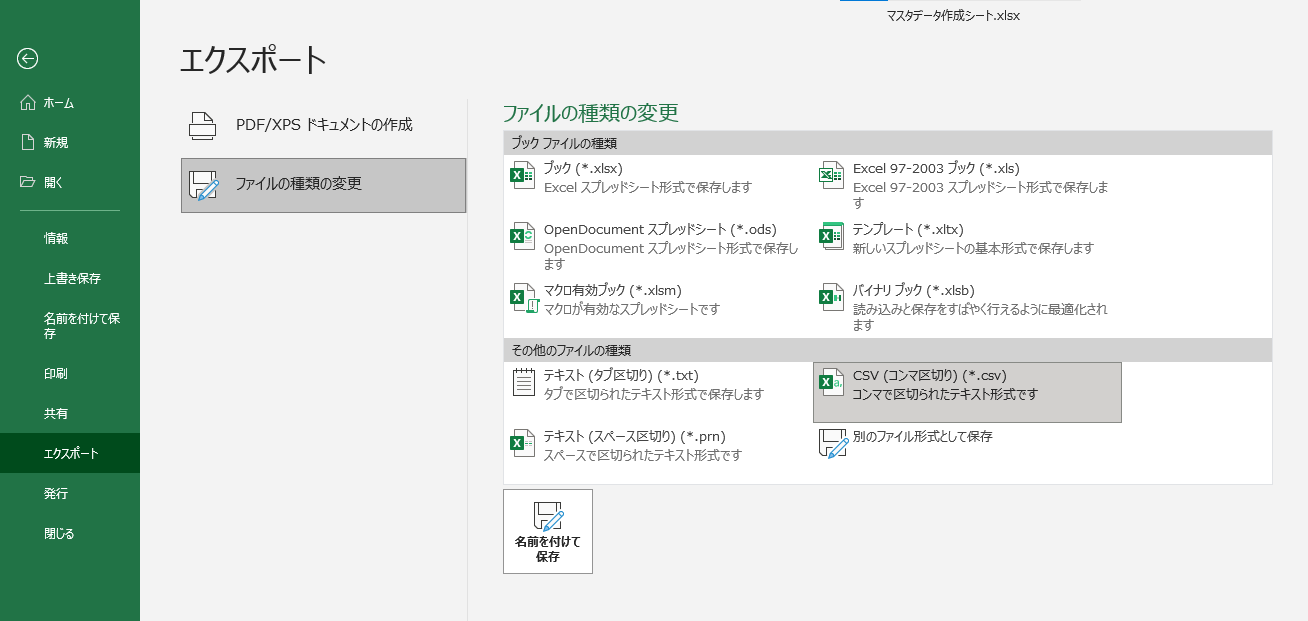 マスタデータ作成シート.xlsx
エクスポート
ホーム
新規
開く
情報
上書き保存
名前を付けて保
存
印刷
共有
エクスポート
発行
閉じる
PDF/XPS ドキュメントの作成
ファイルの種類の変更
ファイルの種類の変更
ブック ファイルの種類
ブック (*.xlsx)
Excel スプレッドシート形式で保存します
Excel 97-2003 ブック (*.xls)
Excel 97-2003 スプレッドシート形式で保存しま
す
OpenDocument スプレッドシート (*.ods)
OpenDocument スプレッドシート形式で保存し
ます
テンプレート (*.xltx)
新しいスプレッドシートの基本形式で保存します
マクロ有効ブック (*.xlsm)
マクロが有効なスプレッドシートです
バイナリ ブック (*.xlsb)
読み込みと保存をすばやく行えるように最適化され
ます
その他のファイルの種類
テキスト (タブ区切り) (*.txt)
タブで区切られたテキスト形式で保存します
CSV (コンマ区切り) (*.csv)
コンマで区切られたテキスト形式です
テキスト (スペース区切り) (*.prn)
スペースで区切られたテキスト形式です
別のファイル形式として保存
名前を付けて
保存